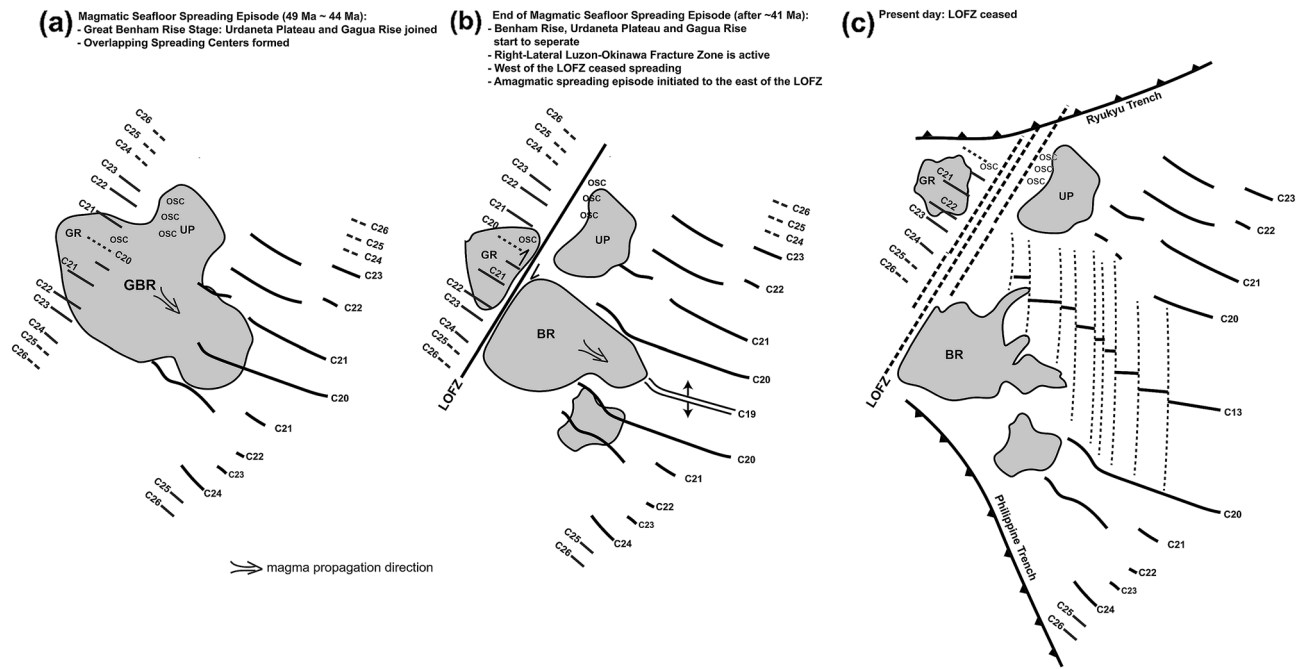 (a)
Magmatic Seafloor Spreading Episode (49 Ma ~ 44 Ma):
- Great Benham Rise Stage: Urdaneta Plateau and Gagua Rise joined
- Overlapping Spreading Centers formed
C26
C25
C24
C23
C22
C21
OSC
OSC
OSC
OSC
GR
UP
C20
C21
GBR
C22
C23
C24
C25
C26
C26
C25
C24
C23
C22
C21
C20
C21
C22
C23
C24
C25
C26
magma propagation direction
(b)
End of Magmatic Seafloor Spreading Episode (after ~41 Ma):
- Benham Rise, Urdaneta Plateau and Gagua Rise
start to seperate
- Right-Lateral Luzon-Okinawa Fracture Zone is active
- West of the LOFZ ceased spreading
- Amagmatic spreading episode initiated to the east of the LOFZ
C26
C25
C24
C23
C22
C21
C20
OSC
OSC
OSC
OSC
GR
UP
C21
C22
C23
C24
C25
C26
LOFZ
BR
C26
C25
C24
C23
C22
C21
C20
C19
C20
C21
C22
C23
C24
C25
C26
(c)
Present day: LOFZ ceased
Ryukyu Trench
OSC
OSC
OSC
OSC
GR
C21
C22
UP
C23
C24
C25
C26
C23
C22
C21
C20
BR
LOFZ
C13
C20
Philippine Trench
C21
C22
C23
C24
C25
C26